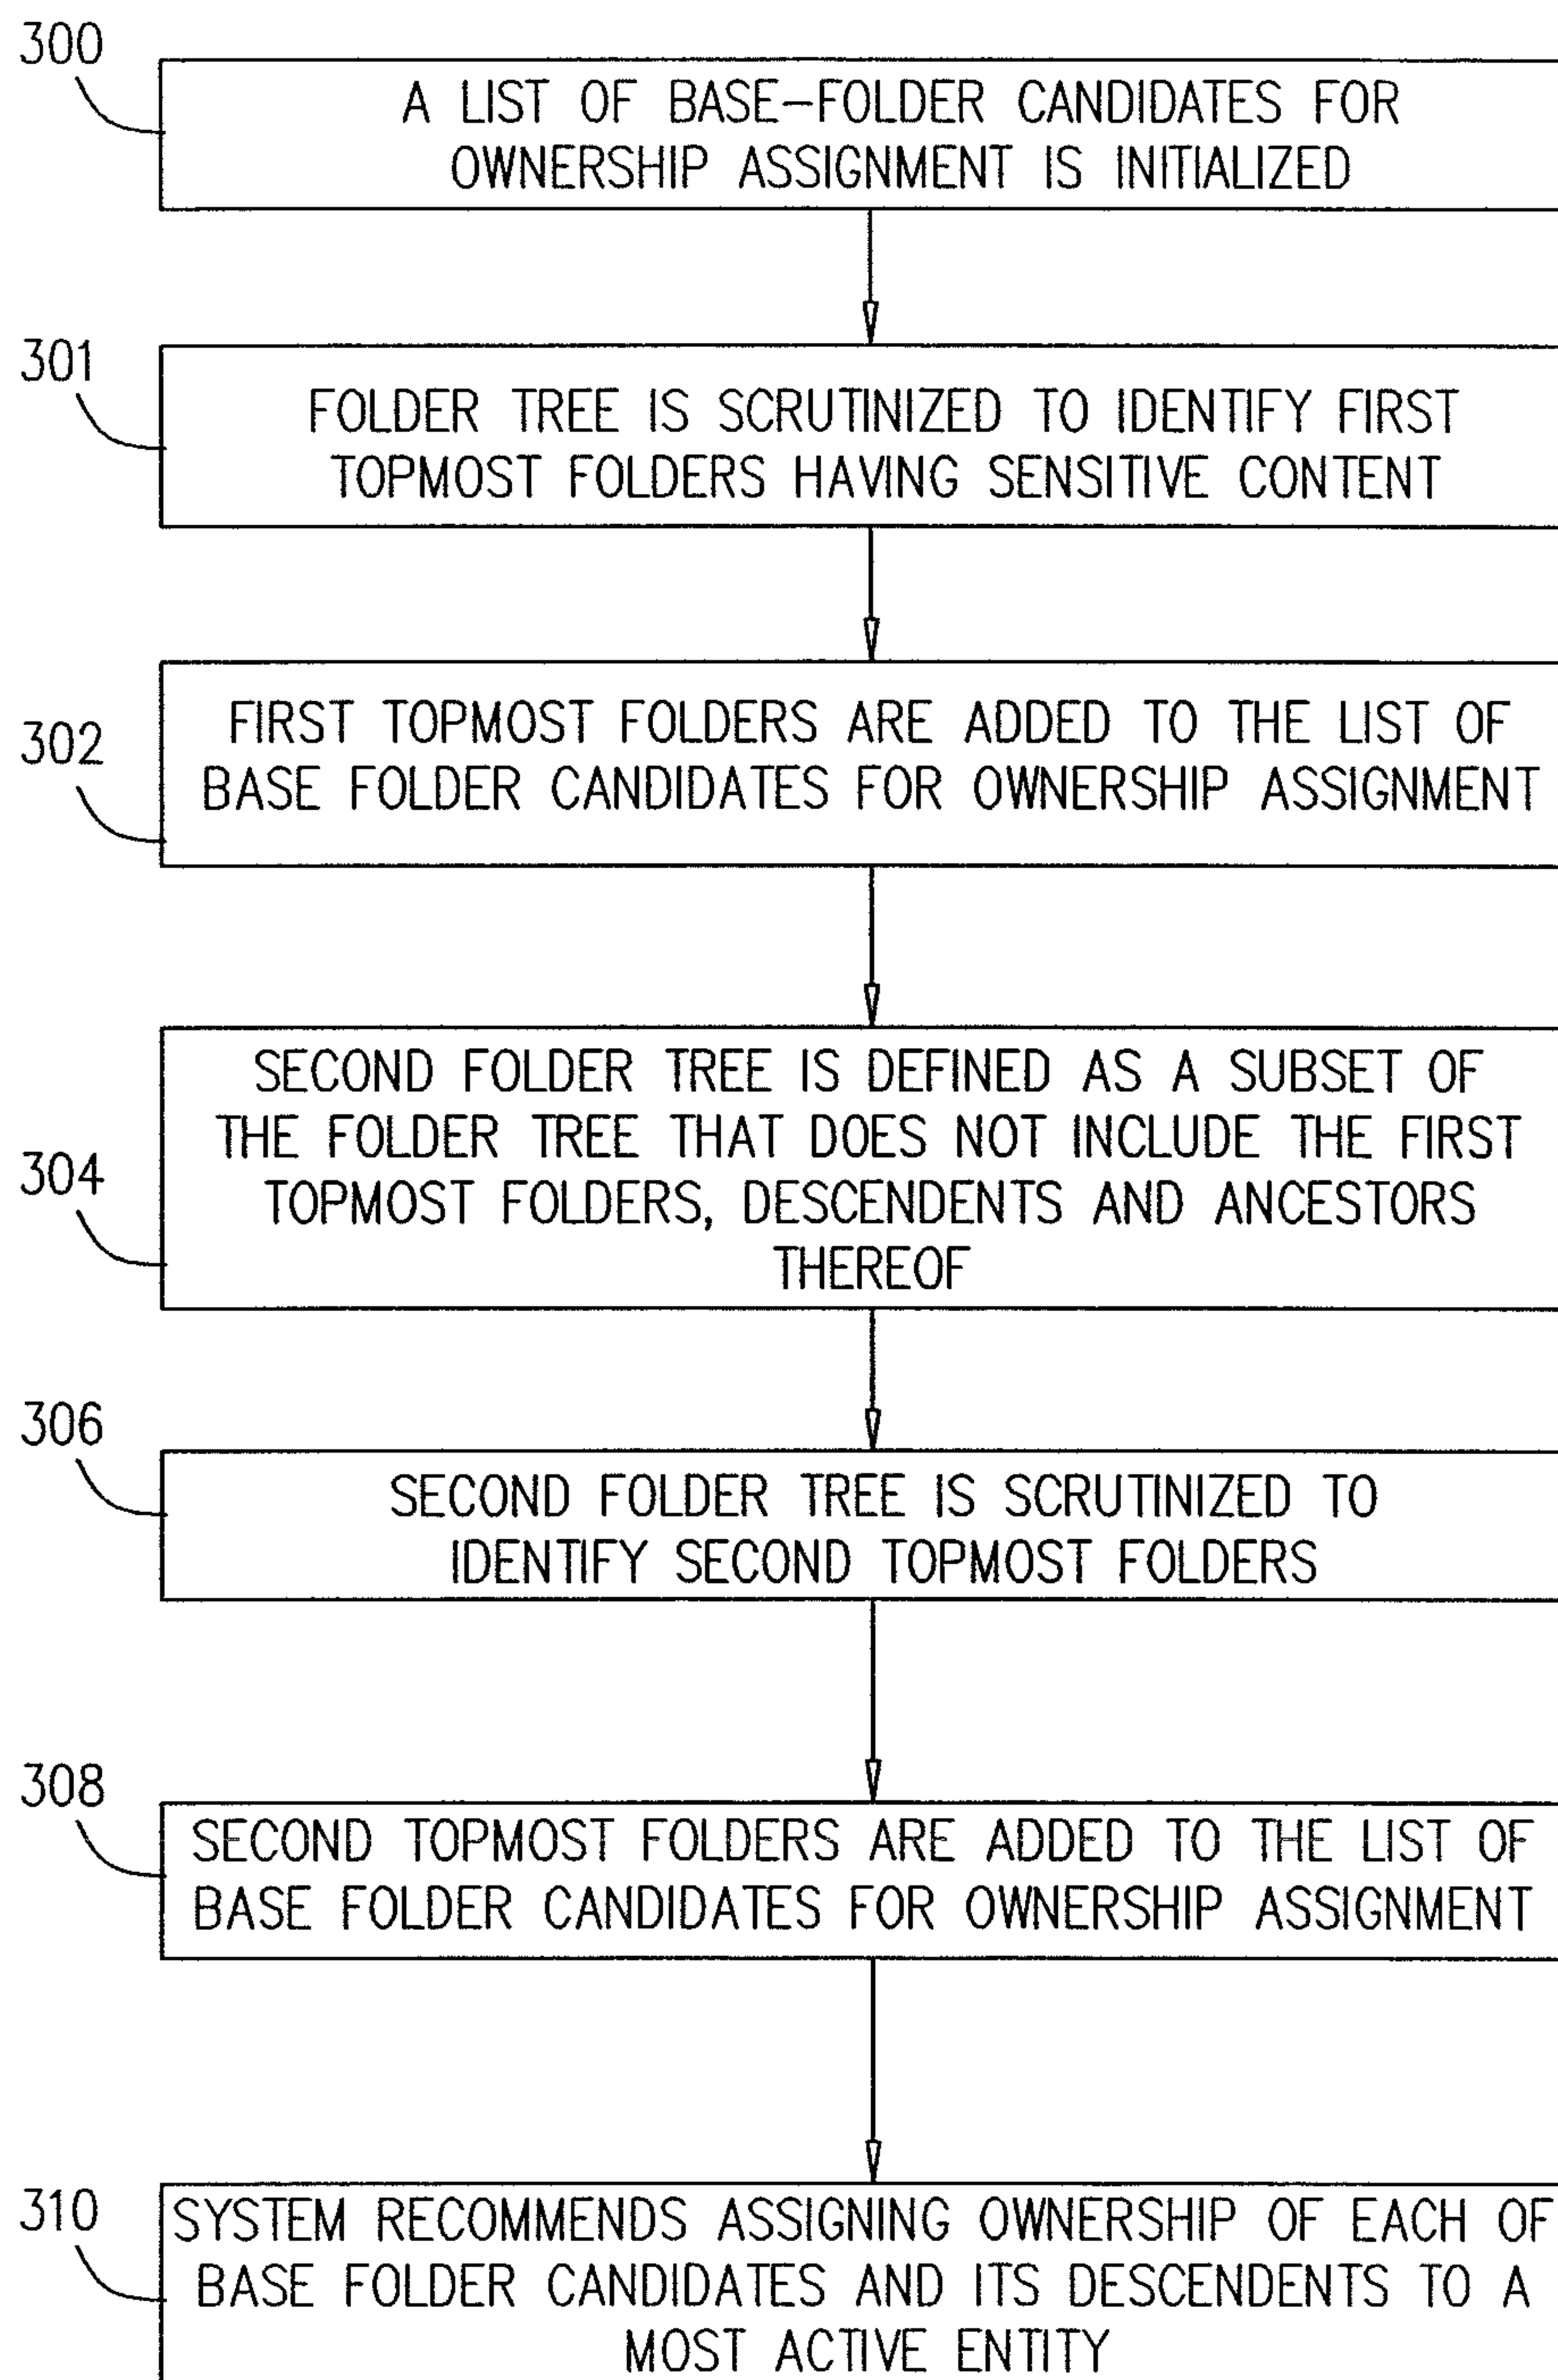 300
A LIST OF BASE-FOLDER CANDIDATES FOR
OWNERSHIP ASSIGNMENT IS INITIALIZED
301
FOLDER TREE IS SCRUTINIZED TO IDENTIFY FIRST
TOPMOST FOLDERS HAVING SENSITIVE CONTENT
302
FIRST TOPMOST FOLDERS ARE ADDED TO THE LIST OF
BASE FOLDER CANDIDATES FOR OWNERSHIP ASSIGNMENT
304
SECOND FOLDER TREE IS DEFINED AS A SUBSET OF
THE FOLDER TREE THAT DOES NOT INCLUDE THE FIRST
TOPMOST FOLDERS, DESCENDENTS AND ANCESTORS
THEREOF
306
SECOND FOLDER TREE IS SCRUTINIZED TO
IDENTIFY SECOND TOPMOST FOLDERS
308
SECOND TOPMOST FOLDERS ARE ADDED TO THE LIST OF
BASE FOLDER CANDIDATES FOR OWNERSHIP ASSIGNMENT
310
SYSTEM RECOMMENDS ASSIGNING OWNERSHIP OF EACH OF
BASE FOLDER CANDIDATES AND ITS DESCENDENTS TO A
MOST ACTIVE ENTITY